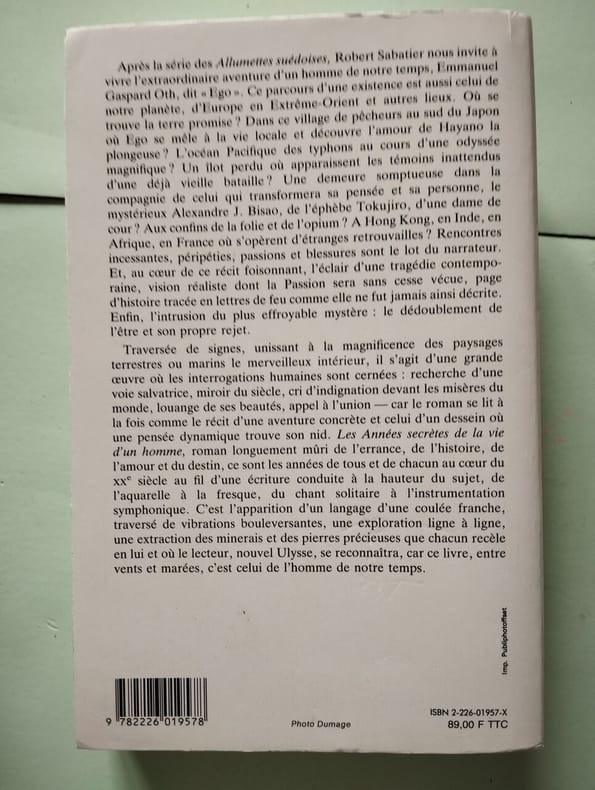 Après la série des Allumettes suédoises, Robert Sabatier nous invite à
vivre l'extraordinaire aventure d'un homme de notre temps, Emmanuel
Gaspard Oth, dit « Ego ». Ce parcours d'une existence est aussi celui de
notre planète, d'Europe en Extrême-Orient et autres lieux. Où se
trouve la terre promise ? Dans ce village de pêcheurs au sud du Japon
où Ego se mêle à la vie locale et découvre l'amour de Hayano la
plongeuse ? L'océan Pacifique des typhons au cours d'une odyssée
magnifique ? Un îlot perdu où apparaissent les témoins inattendus
d'une déjà vieille bataille ? Une demeure somptueuse dans la
compagnie de celui qui transformera sa pensée et sa personne, le
mystérieux Alexandre J. Bisao, de l'éphèbe Tokujiro, d'une dame de
cour ? Aux confins de la folie et de l'opium ? A Hong Kong, en Inde, en
Afrique, en France où s'opèrent d'étranges retrouvailles ? Rencontres
incessantes, péripéties, passions et blessures sont le lot du narrateur.
Et, au cœur de ce récit foisonnant, l'éclair d'une tragédie contempo-
raine, vision réaliste dont la Passion sera sans cesse vécue, page
d'histoire tracée en lettres de feu comme elle ne fut jamais ainsi décrite.
Enfin, l'intrusion du plus effroyable mystère : le dédoublement de
l'être et son propre rejet.
Traversée de signes, unissant à la magnificence des paysages
terrestres ou marins le merveilleux intérieur, il s'agit d'une grande
œuvre où les interrogations humaines sont cernées : recherche d'une
voie salvatrice, miroir du siècle, cri d'indignation devant les misères du
monde, louange de ses beautés, appel à l'union — car le roman se lit à
la fois comme le récit d'une aventure concrète et celui d'un dessein où
une pensée dynamique trouve son nid. Les Années secrètes de la vie
d'un homme, roman longuement mûri de l'errance, de l'histoire, de
l'amour et du destin, ce sont les années de tous et de chacun au cœur du
XXe siècle au fil d'une écriture conduite à la hauteur du sujet, de
l'aquarelle à la fresque, du chant solitaire à l'instrumentation
symphonique. C'est l'apparition d'un langage d'une coulée franche,
traversé de vibrations bouleversantes, une exploration ligne à ligne,
une extraction des minerais et des pierres précieuses que chacun recèle
en lui et où le lecteur, nouvel Ulysse, se reconnaîtra, car ce livre, entre
vents et marées, c'est celui de l'homme de notre temps.
Imp. Publiphotoffset
9 782226 019578
Photo Dumage
ISBN 2-226-01957-X
89,00 F TTC